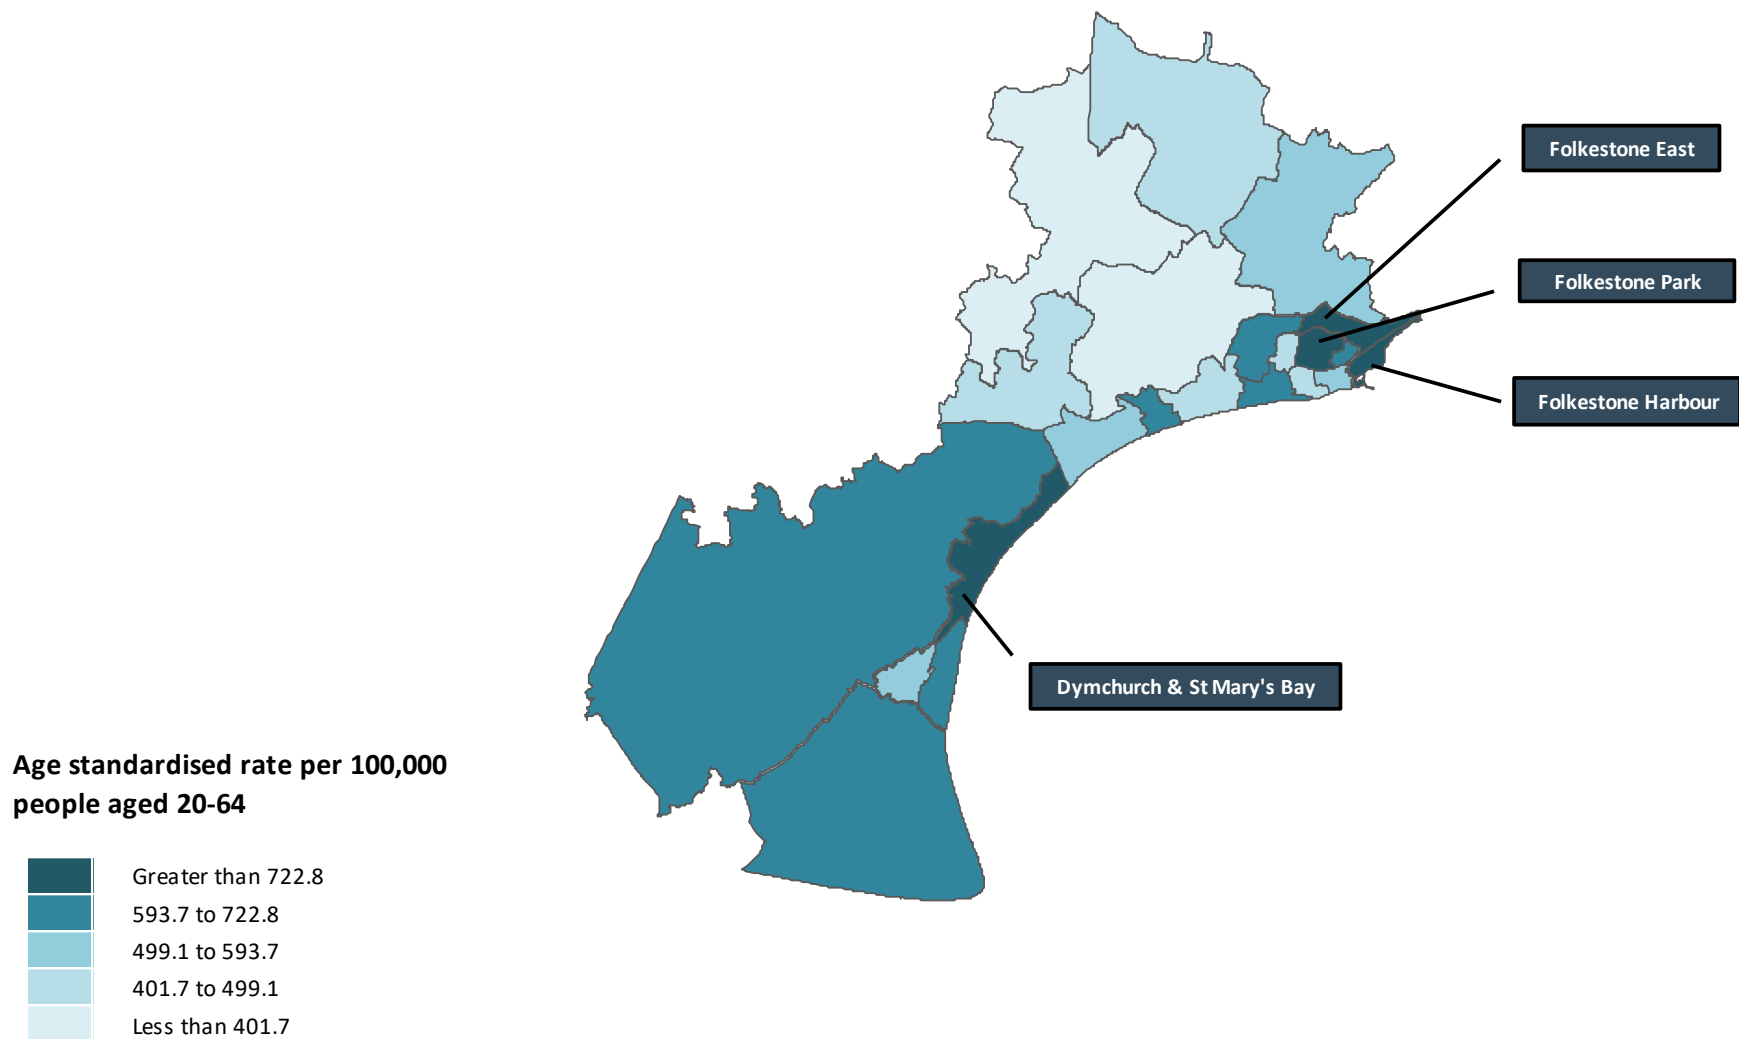 Folkestone East
Folkestone Park
Folkestone Harbour
Dymchurch & St Mary's Bay
Age standardised rate per 100,000
people aged 20-64
Greater than 722.8
593.7 to 722.8
499.1 to 593.7
401.7 to 499.1
Less than 401.7